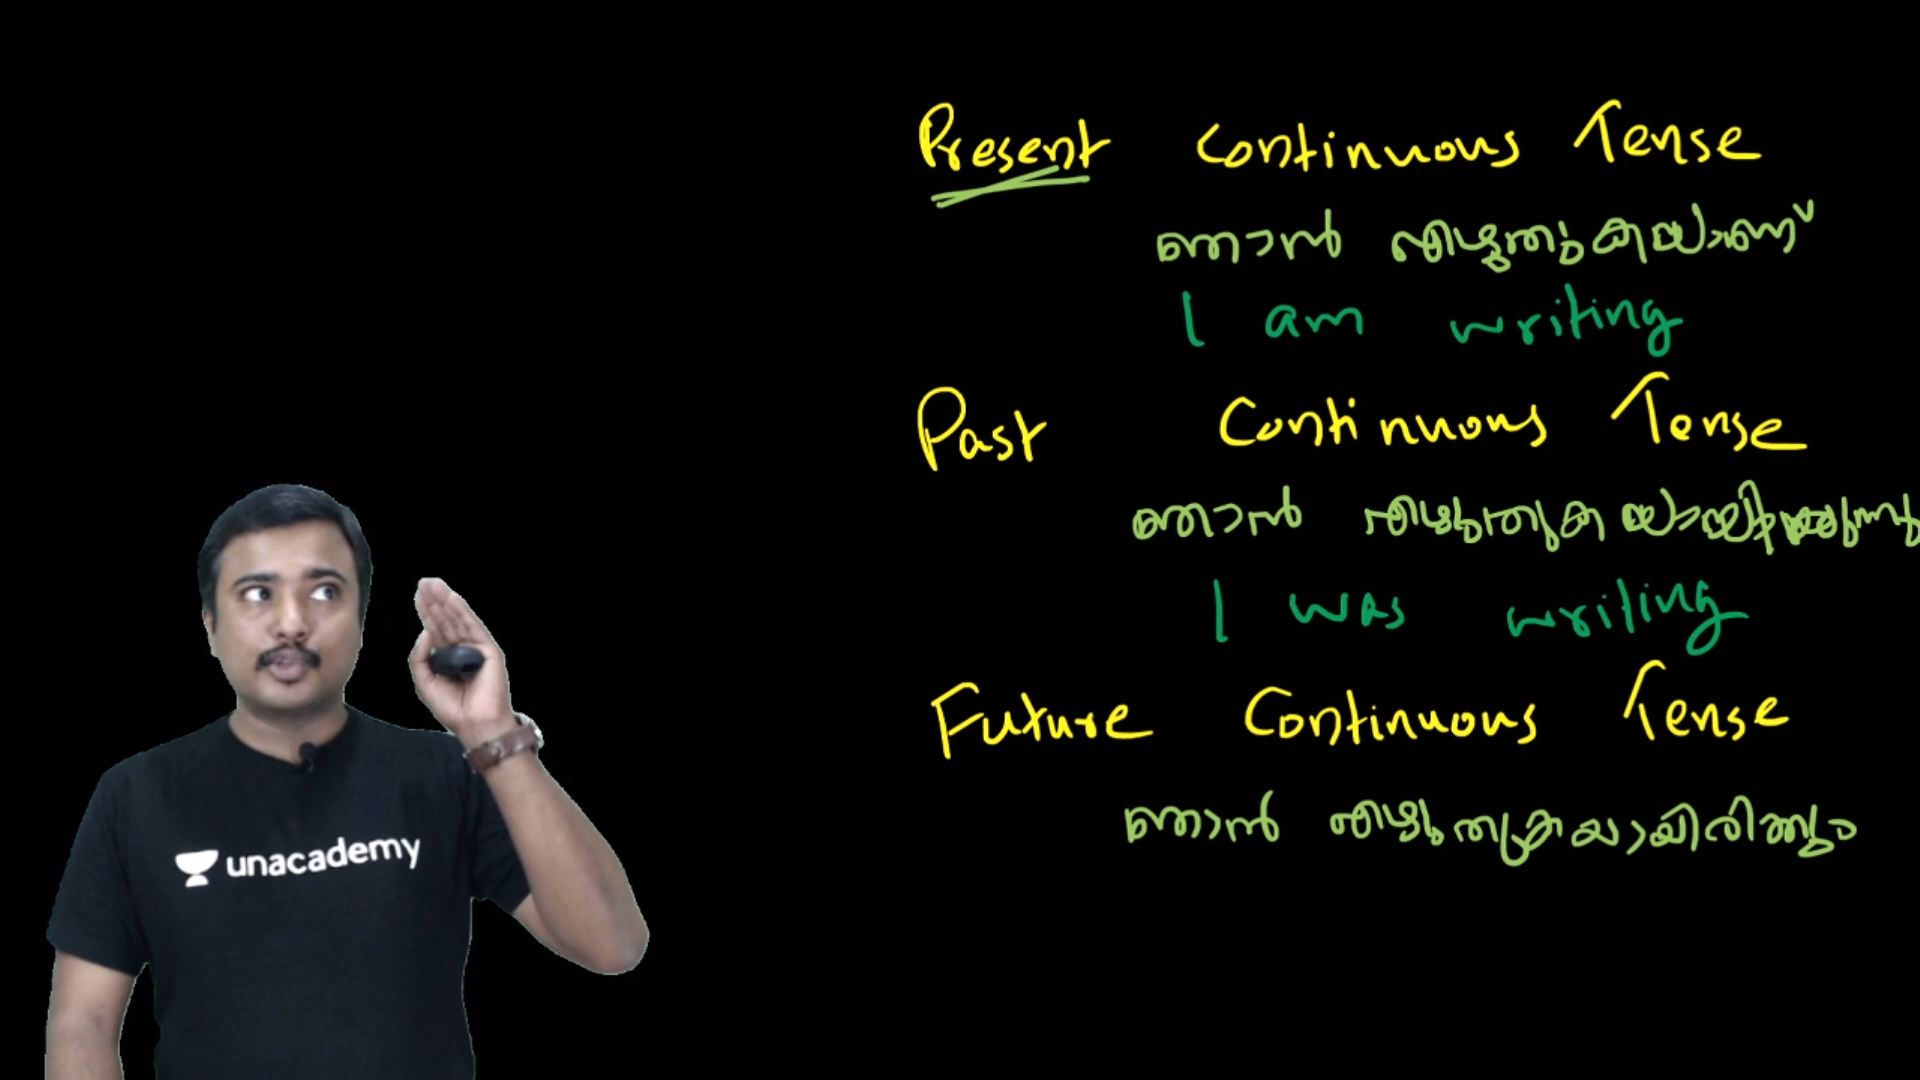 Present Continuous Tense
ഞാൻ എഴുതുകയാണ്
I am writing
Past Continuous Tense
ഞാൻ എഴുതുകയായിരുന്നു
I was writing
Future Continuous Tense
ഞാൻ എഴുതുകയായിരിക്കും
unacademy